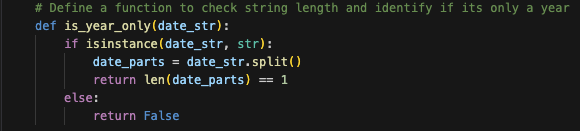 # Define a function to check string length and identify if its only a year
def is_year_only(date_str):
    if isinstance(date_str, str):
        date_parts = date_str.split()
        return len(date_parts) == 1
    else:
        return False